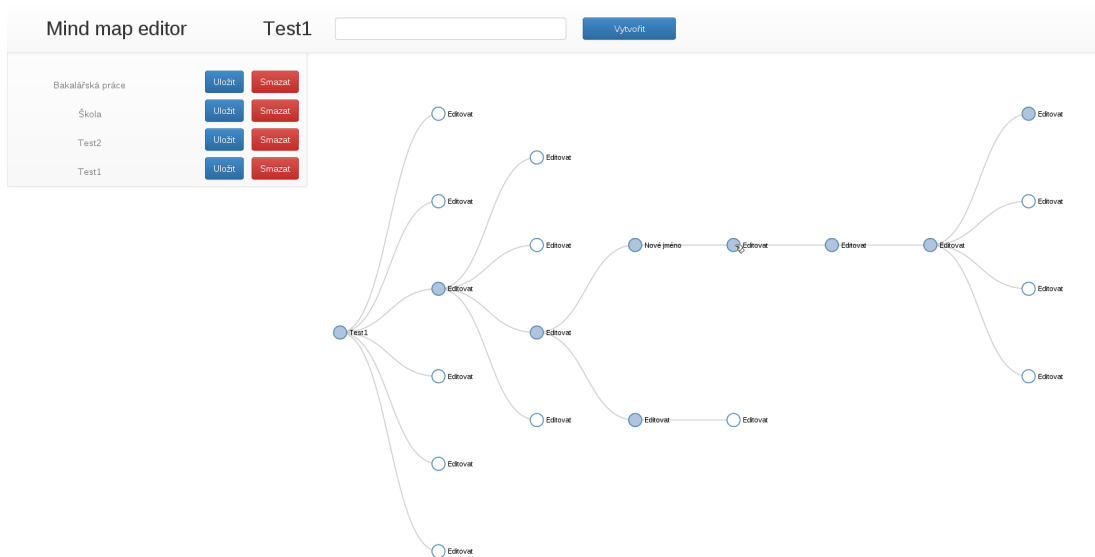 Mind map editor Test1 Vytvořit
Bakalářská práce Uložit Smazat
Škola Uložit Smazat
Test2 Uložit Smazat
Test1 Uložit Smazat
Editovat Editovat
Editovat
Editovat Editovat
Editovat Nové jméno Editovat Editovat Editovat
Editovat Editovat
Test1 Editovat
Editovat Editovat
Editovat Editovat Editovat
Editovat
Editovat